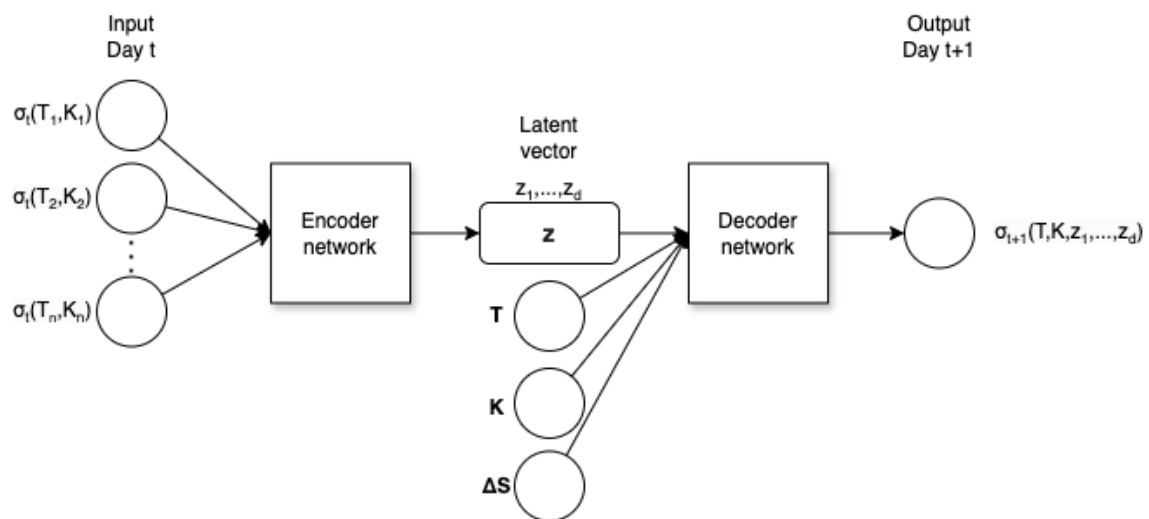 Input
Day t
σt(T1,K1)
σt(T2,K2)
σt(Tn,Kn)
Encoder
network
Latent
vector
z1,...,zd
z
T
K
ΔS
Decoder
network
Output
Day t+1
σt+1(T,K,z1,...,zd)